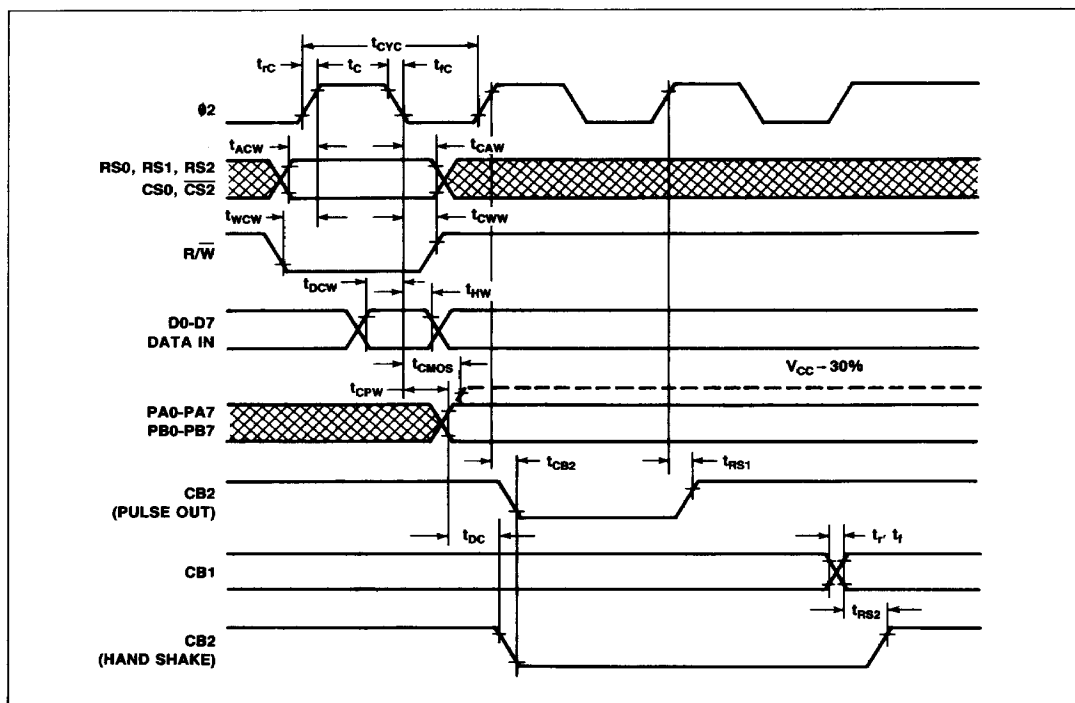 tCYC
trC
tC
tfC
φ2
tACW
tCAW
RS0, RS1, RS2
CS0, C̅S̅2̅
tWCW
tCWW
R/W̅
tDCW
tHW
D0-D7
DATA IN
tCMOS
VCC – 30%
tCPW
PA0-PA7
PB0-PB7
tCB2
tRS1
CB2
(PULSE OUT)
tDC
tr, tf
CB1
tRS2
CB2
(HAND SHAKE)